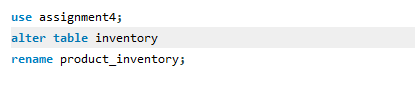 use assignment4;
alter table inventory
rename product_inventory;